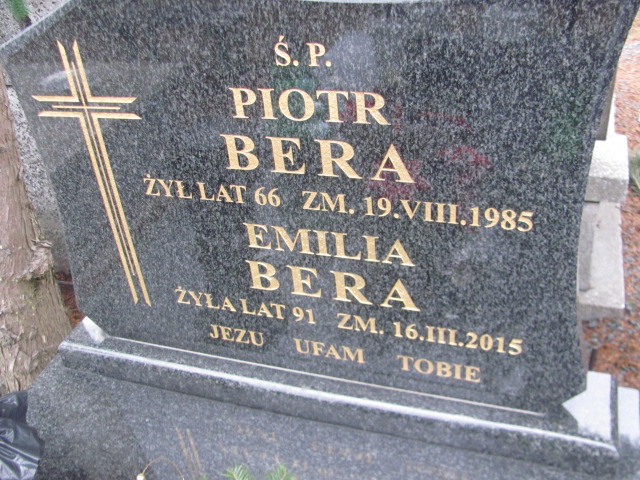 Ś. P.
PIOTR
BERA
ŻYŁ LAT 66 ZM. 19.VIII.1985
EMILIA
BERA
ŻYŁA LAT 91 ZM. 16.III.2015
JEZU UFAM TOBIE